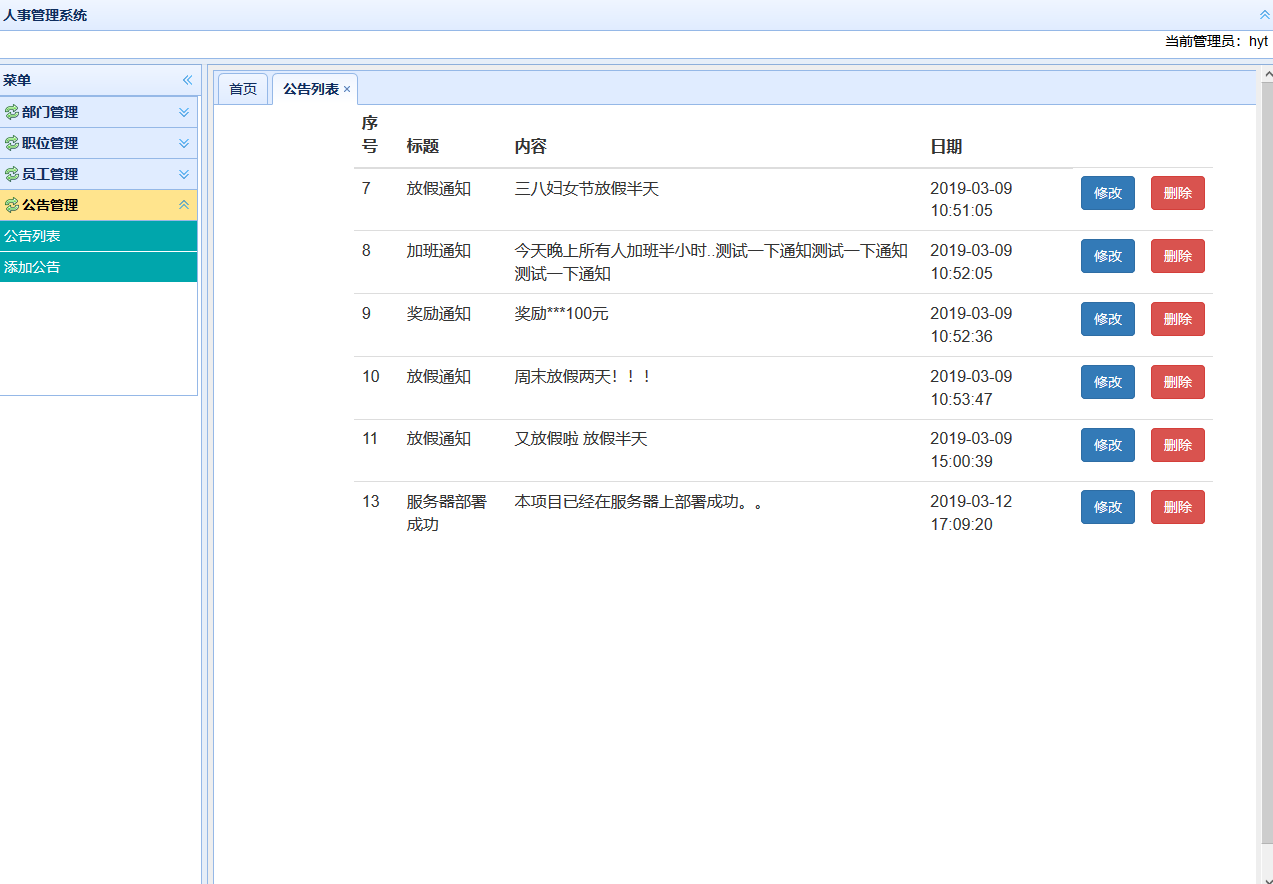 人事管理系统
当前管理员：hyt
菜单
部门管理
职位管理
员工管理
公告管理
公告列表
添加公告
首页 公告列表 ×
序号 标题 内容 日期
7 放假通知 三八妇女节放假半天 2019-03-09 10:51:05 修改 删除
8 加班通知 今天晚上所有人加班半小时..测试一下通知测试一下通知测试一下通知 2019-03-09 10:52:05 修改 删除
9 奖励通知 奖励***100元 2019-03-09 10:52:36 修改 删除
10 放假通知 周末放假两天！！！ 2019-03-09 10:53:47 修改 删除
11 放假通知 又放假啦 放假半天 2019-03-09 15:00:39 修改 删除
13 服务器部署成功 本项目已经在服务器上部署成功。。 2019-03-12 17:09:20 修改 删除